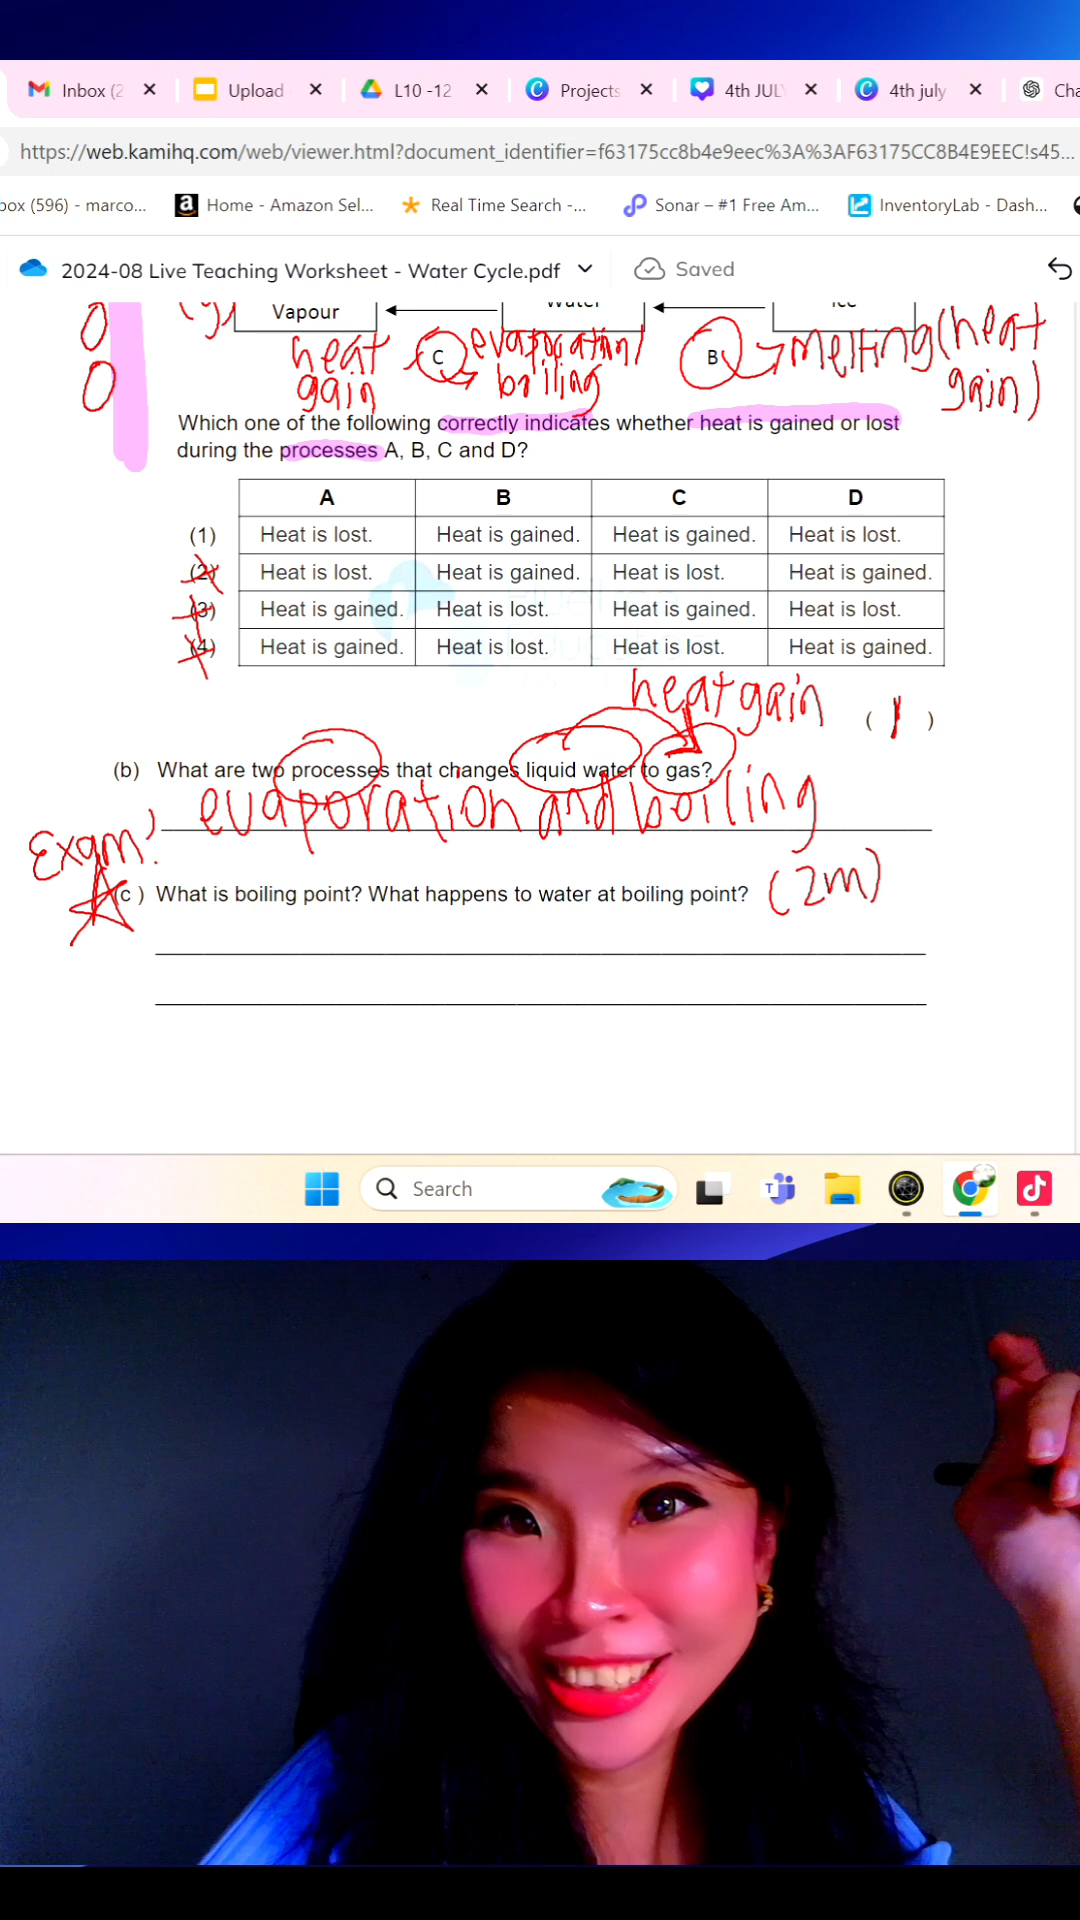 Inbox (2
Upload
L10 -12
Projects
4th JUL
4th july
Cha
https://web.kamihq.com/web/viewer.html?document_identifier=f63175cc8b4e9eec%3A%3AF63175CC8B4E9EEC!s45...
box (596) - marco...
Home - Amazon Sel...
Real Time Search -...
Sonar – #1 Free Am...
InventoryLab - Dash...
2024-08 Live Teaching Worksheet - Water Cycle.pdf
Saved
Vapour
Water
Ice
heat gain
C
evaporation/
boiling
B
melting (heat
gain)
Which one of the following correctly indicates whether heat is gained or lost
during the processes A, B, C and D?
A B C D
(1) Heat is lost. Heat is gained. Heat is gained. Heat is lost.
(2) Heat is lost. Heat is gained. Heat is lost. Heat is gained.
(3) Heat is gained. Heat is lost. Heat is gained. Heat is lost.
(4) Heat is gained. Heat is lost. Heat is lost. Heat is gained.
heat gain
( 1 )
(b) What are two processes that changes liquid water to gas?
evaporation and boiling
Exam!
(c ) What is boiling point? What happens to water at boiling point? (2m)
Search